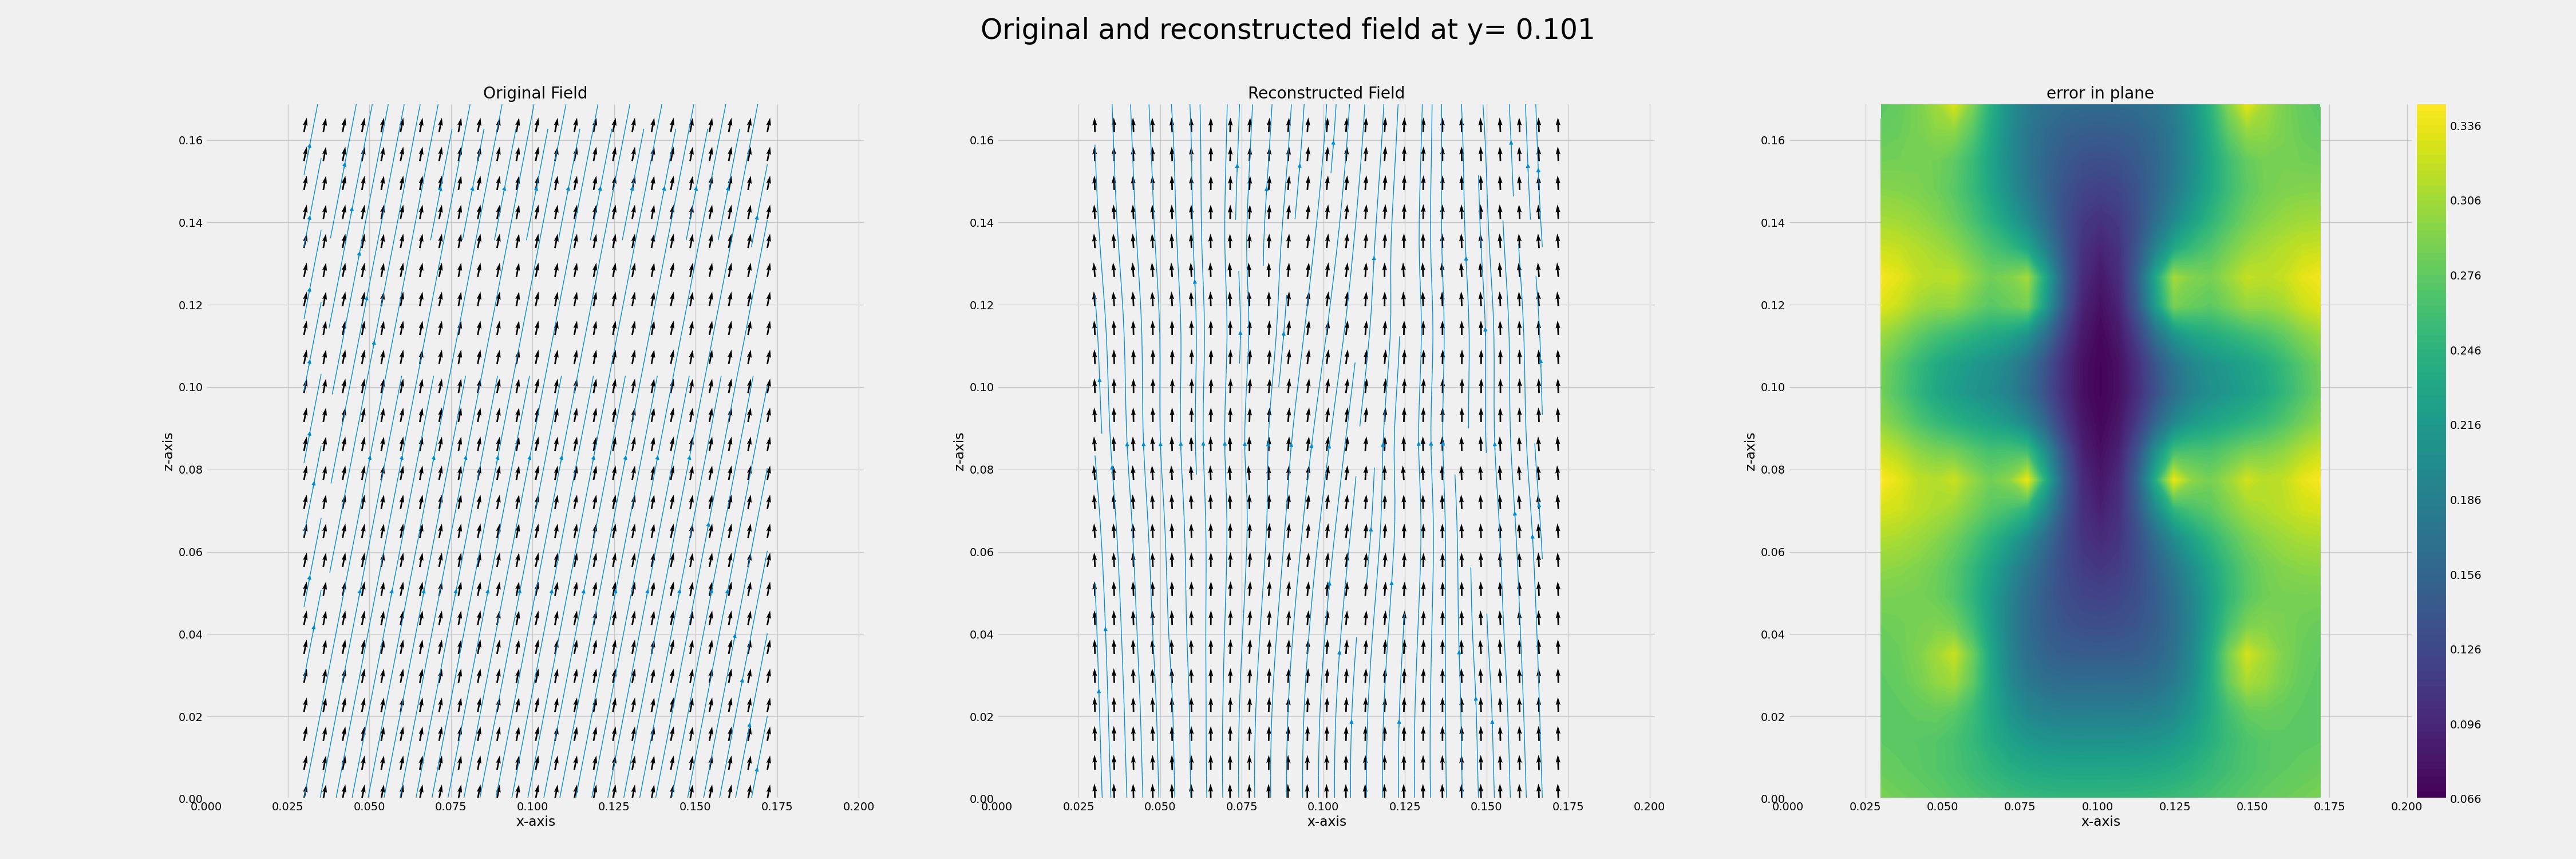 Original and reconstructed field at y= 0.101
Original Field
z-axis
0.16
0.14
0.12
0.10
0.08
0.06
0.04
0.02
0.00
0.000 0.025 0.050 0.075 0.100 0.125 0.150 0.175 0.200
x-axis
Reconstructed Field
z-axis
0.16
0.14
0.12
0.10
0.08
0.06
0.04
0.02
0.00
0.000 0.025 0.050 0.075 0.100 0.125 0.150 0.175 0.200
x-axis
error in plane
z-axis
0.16
0.14
0.12
0.10
0.08
0.06
0.04
0.02
0.00
0.000 0.025 0.050 0.075 0.100 0.125 0.150 0.175 0.200
x-axis
0.336
0.306
0.276
0.246
0.216
0.186
0.156
0.126
0.096
0.066